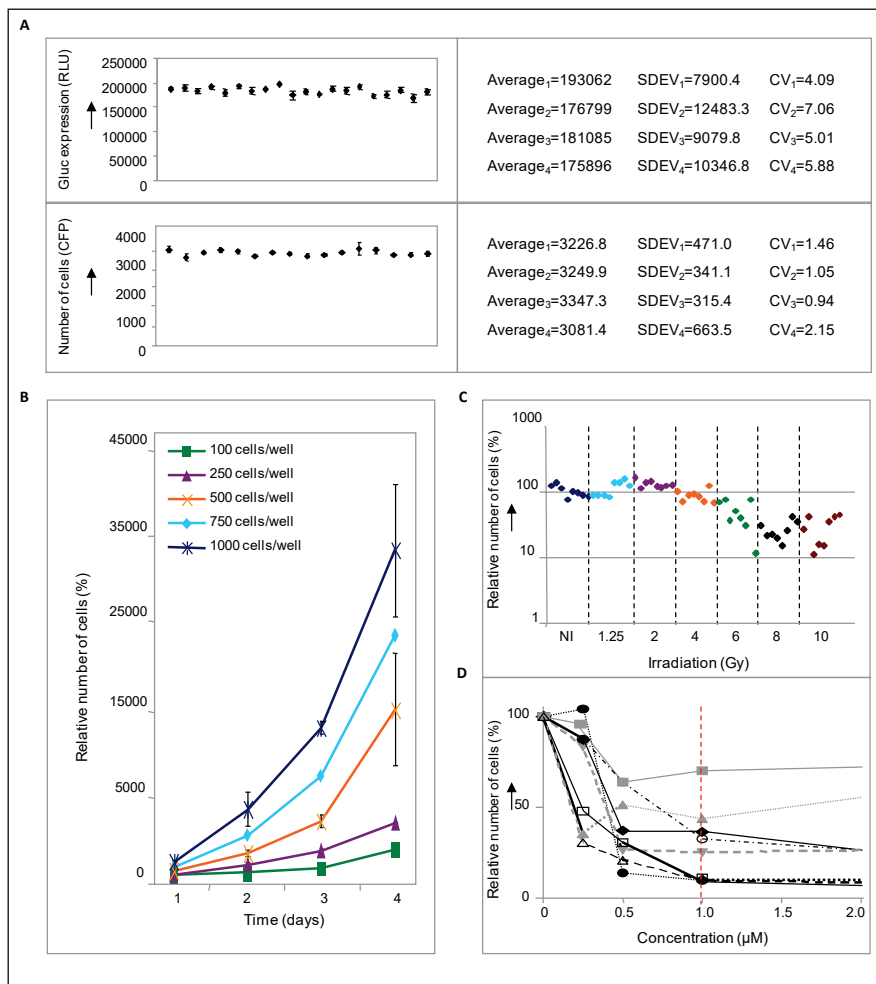 A
Gluc expression (RLU)
250000
200000
150000
100000
50000
0
Average1=193062 SDEV1=7900.4 CV1=4.09
Average2=176799 SDEV2=12483.3 CV2=7.06
Average3=181085 SDEV3=9079.8 CV3=5.01
Average4=175896 SDEV4=10346.8 CV4=5.88
Number of cells (CFP)
4000
3000
2000
1000
0
Average1=3226.8 SDEV1=471.0 CV1=1.46
Average2=3249.9 SDEV2=341.1 CV2=1.05
Average3=3347.3 SDEV3=315.4 CV3=0.94
Average4=3081.4 SDEV4=663.5 CV4=2.15
B
Relative number of cells (%)
45000
35000
25000
15000
5000
0
100 cells/well
250 cells/well
500 cells/well
750 cells/well
1000 cells/well
1 2 3 4
Time (days)
C
Relative number of cells (%)
1000
100
10
1
NI 1.25 2 4 6 8 10
Irradiation (Gy)
D
Relative number of cells (%)
100
150
0
0 0.5 1.0 1.5 2.0
Concentration (µM)